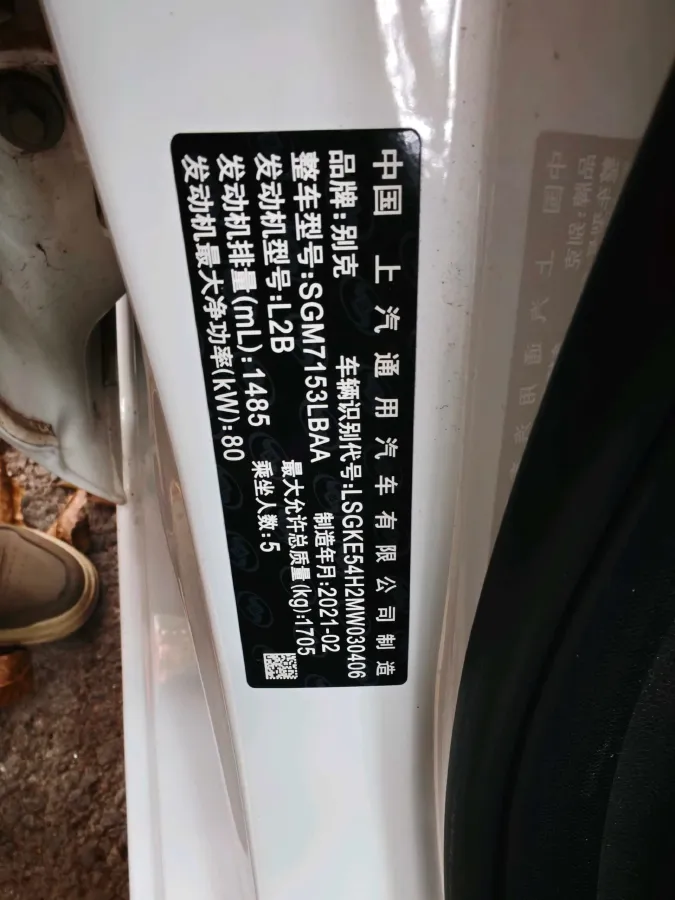 中国 上汽通用汽车有限公司制造
品牌:别克 车辆识别代号:LSGKE54H2MW030406
整车型号:SGM7153LBAA 制造年月:2021-02
发动机型号:L2B 最大允许总质量(kg):1705
发动机排量(mL):1485 乘坐人数:5
发动机最大净功率(kW):80